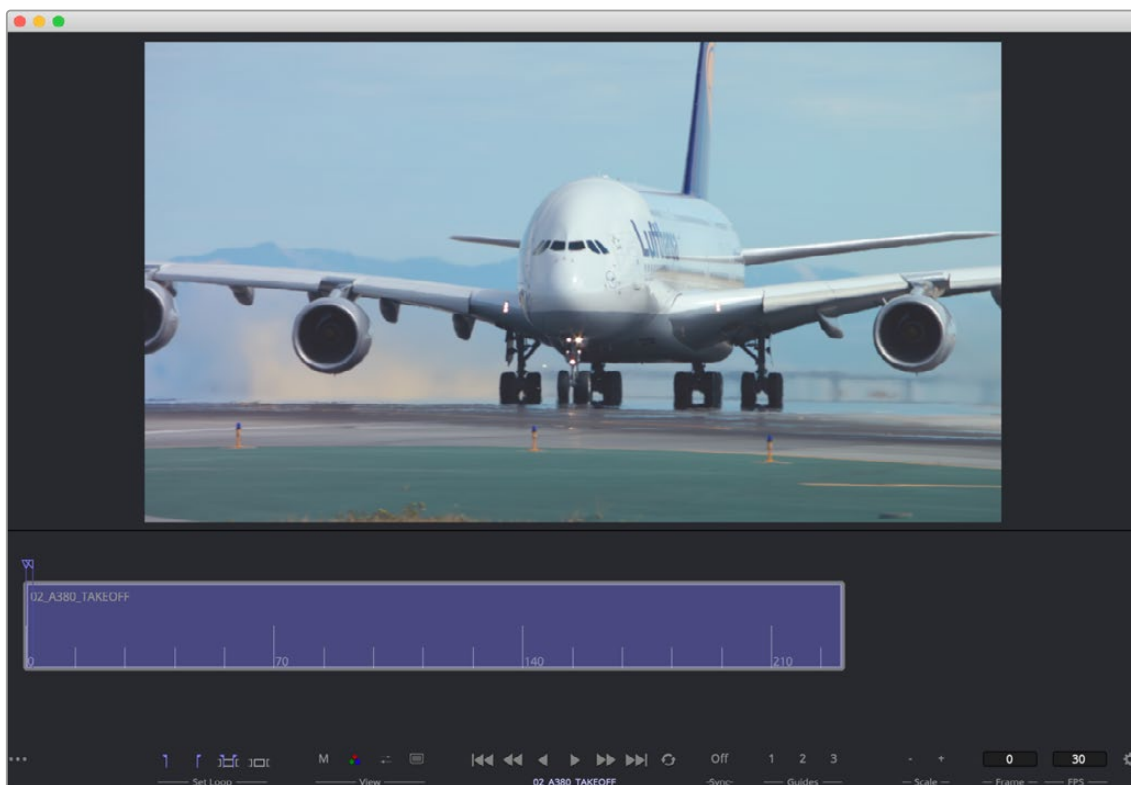 Lufthansa
02_A380_TAKEOFF
0 70 140 210
M Off 1 2 3 - + 0 30
Set Loop View 02_A380_TAKEOFF Sync Guides Scale Frame FPS